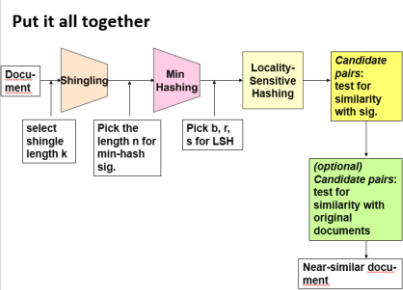 Put it all together
Docu-
ment
Shingling
Min
Hashing
Locality-
Sensitive
Hashing
Candidate
pairs:
test for
similarity
with sig.
select
shingle
length k
Pick the
length n for
min-hash
sig.
Pick b, r,
s for LSH
(optional)
Candidate pairs:
test for
similarity with
original
documents
Near-similar docu-
ment